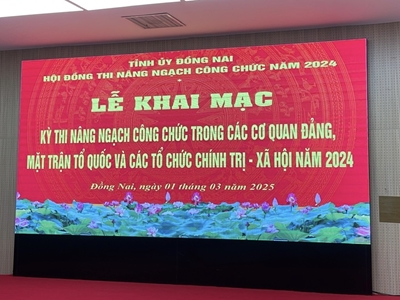 TỈNH ỦY ĐỒNG NAI
HỘI ĐỒNG THI NÂNG NGẠCH CÔNG CHỨC NĂM 2024
LỄ KHAI MẠC
KỲ THI NÂNG NGẠCH CÔNG CHỨC TRONG CÁC CƠ QUAN ĐẢNG,
MẶT TRẬN TỔ QUỐC VÀ CÁC TỔ CHỨC CHÍNH TRỊ - XÃ HỘI NĂM 2024
Đồng Nai, ngày 01 tháng 03 năm 2025